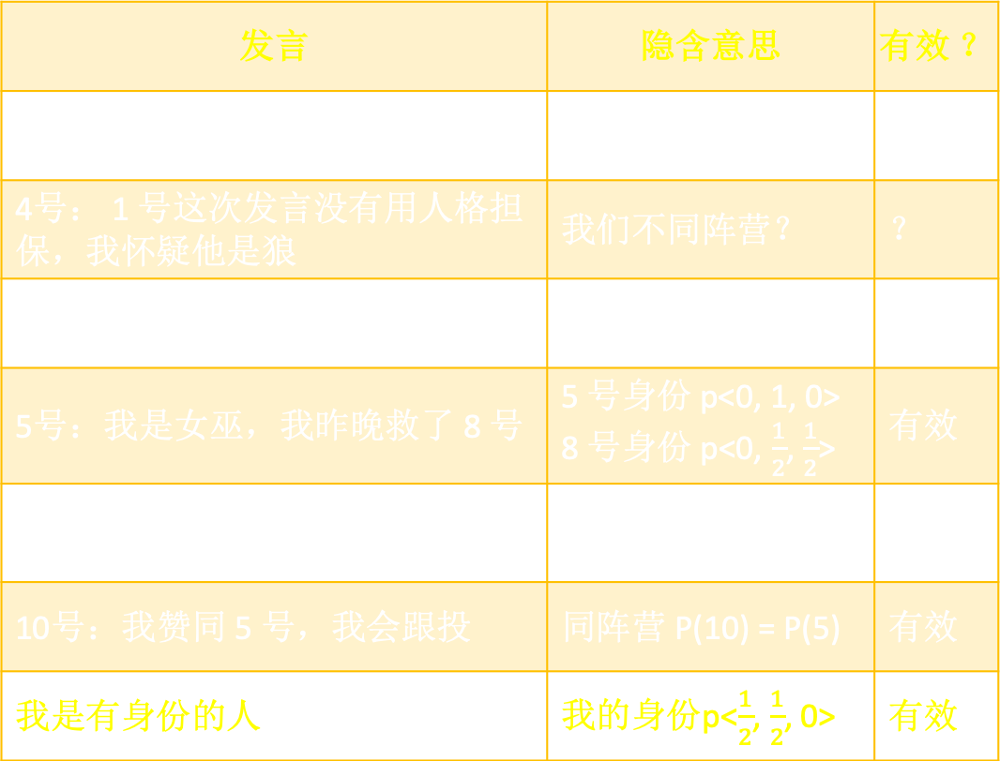 发言 隐含意思 有效？
4号： 1 号这次发言没有用人格担
保，我怀疑他是狼
我们不同阵营？ ？
5号：我是女巫，我昨晚救了 8 号
5 号身份 p<0, 1, 0>
8 号身份 p<0, 1/2, 1/2>
有效
10号：我赞同 5 号，我会跟投 同阵营 P(10) = P(5) 有效
我是有身份的人 我的身份p<1/2, 1/2, 0> 有效